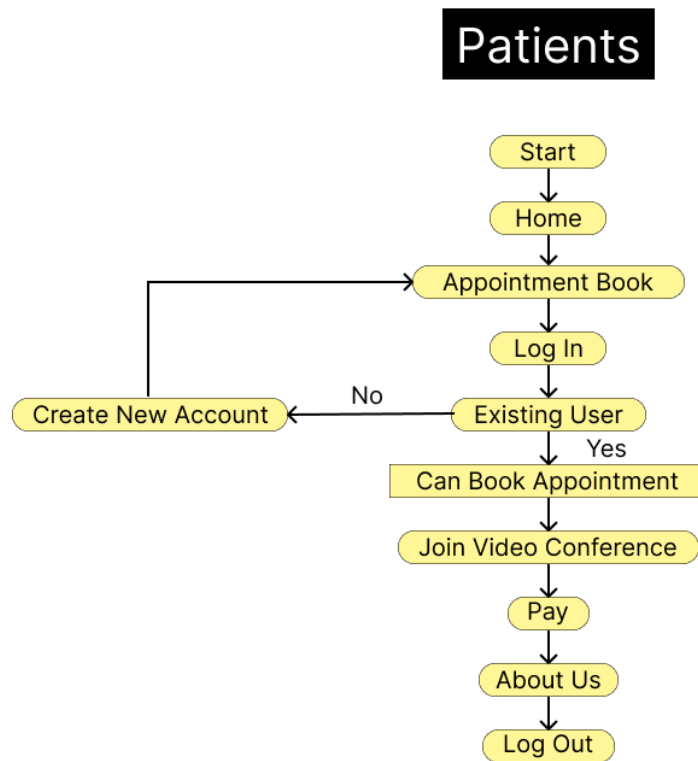 Patients
Start
Home
Appointment Book
Log In
No
Create New Account
Existing User
Yes
Can Book Appointment
Join Video Conference
Pay
About Us
Log Out